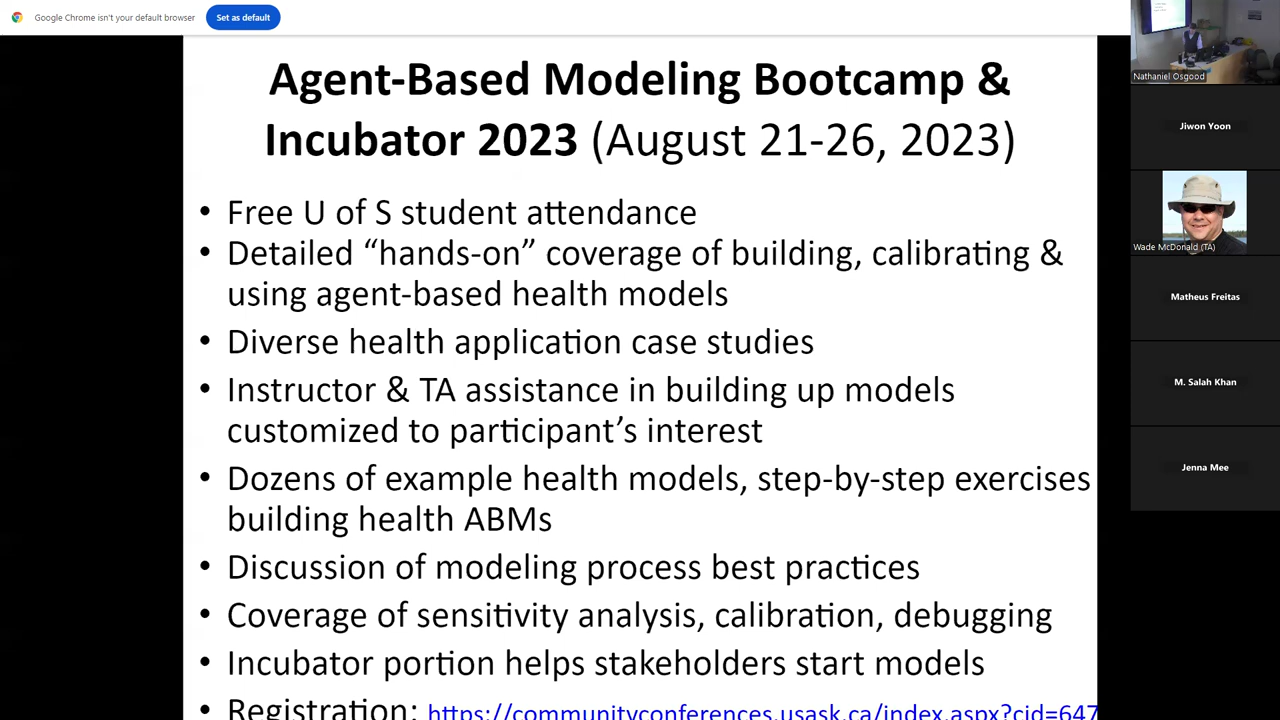 Google Chrome isn't your default browser
Set as default
Agent-Based Modeling Bootcamp &
Incubator 2023 (August 21-26, 2023)
• Free U of S student attendance
• Detailed “hands-on” coverage of building, calibrating &
using agent-based health models
• Diverse health application case studies
• Instructor & TA assistance in building up models
customized to participant’s interest
• Dozens of example health models, step-by-step exercises
building health ABMs
• Discussion of modeling process best practices
• Coverage of sensitivity analysis, calibration, debugging
• Incubator portion helps stakeholders start models
• Registration: https://communityconferences.usask.ca/index.aspx?cid=647
Nathaniel Osgood
Jiwon Yoon
Wade McDonald (TA)
Matheus Freitas
M. Salah Khan
Jenna Mee